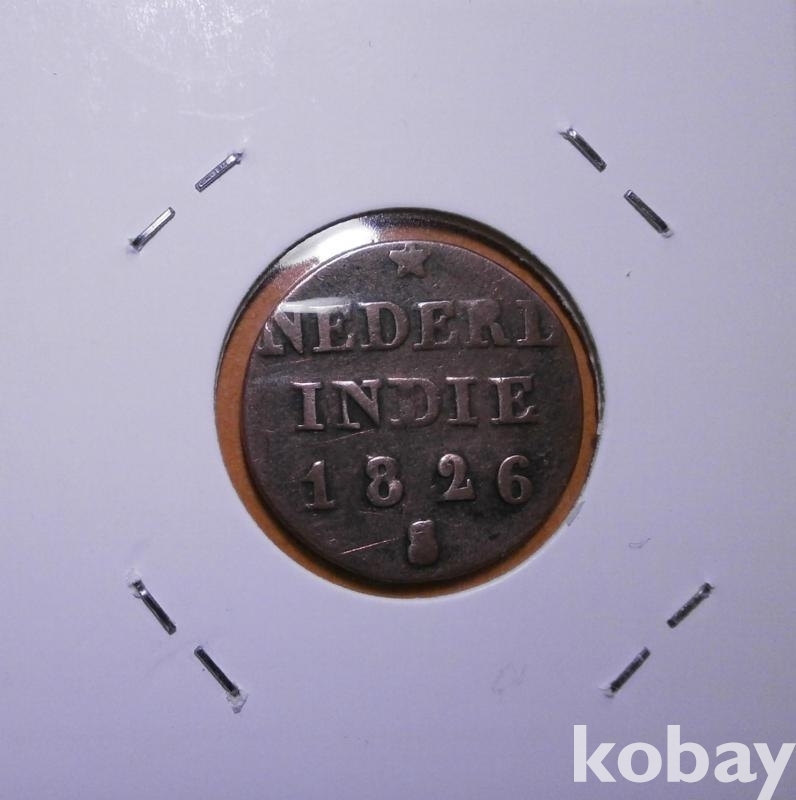 NEDERL
INDIE
1826
S
kobay